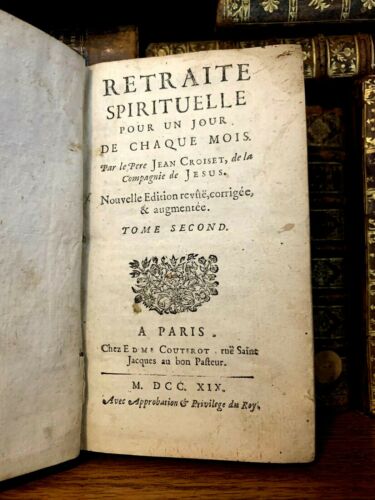 RETRAITE
SPIRITUELLE
POUR UN JOUR
DE CHAQUE MOIS.
Par le Pere JEAN CROISET, de la
Compagnie de JESUS.
Nouvelle Edition revûë, corrigée,
& augmentée.
TOME SECOND.
A PARIS.
Chez EDME COUTEROT, ruë Saint
Jacques au bon Pasteur.
M. DCC. XIX.
Avec Approbation & Privilege du Roy.